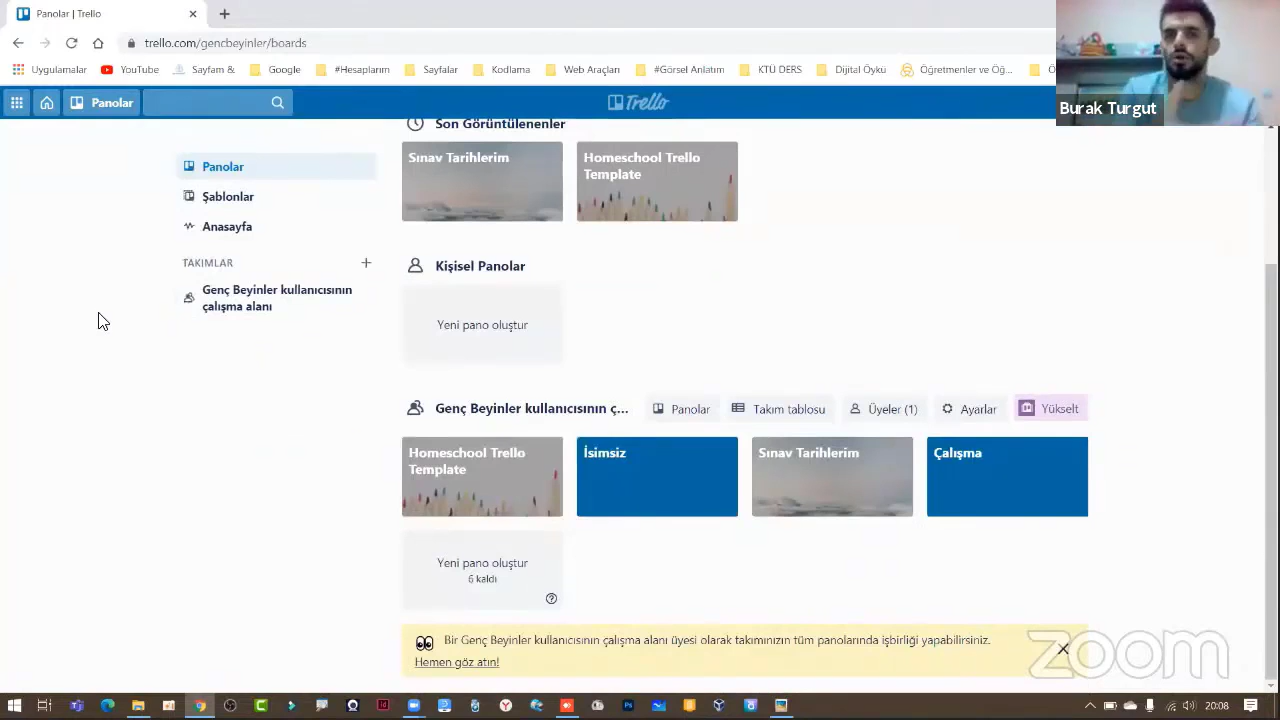 Panolar | Trello
trello.com/gencbeyinler/boards
Uygulamalar YouTube Sayfam & Google #Hesaplarım Sayfalar Kodlama Web Araçları #Görsel Anlatım KTÜ DERS Dijital Öykü Öğretmenler ve Öğ...
Burak Turgut
Panolar
Trello
Son Görüntülenenler
Panolar
Şablonlar
Anasayfa
TAKIMLAR
Genç Beyinler kullanıcısının
çalışma alanı
Sınav Tarihlerim
Homeschool Trello
Template
Kişisel Panolar
Yeni pano oluştur
Genç Beyinler kullanıcısının ç... Panolar Takım tablosu Üyeler (1) Ayarlar Yükselt
Homeschool Trello
Template
İsimsiz
Sınav Tarihlerim
Çalışma
Yeni pano oluştur
6 kaldı
Bir Genç Beyinler kullanıcısının çalışma alanı üyesi olarak takımınızın tüm panolarında işbirliği yapabilirsiniz.
Hemen göz atın!
zoom
20:08